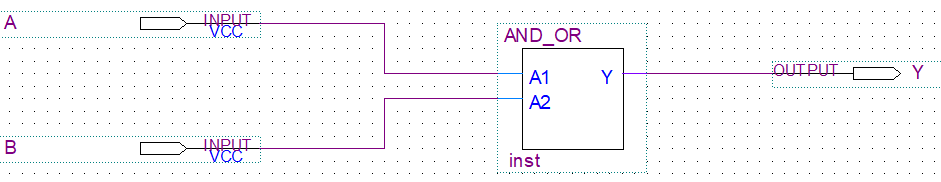 A
INPUT
VCC
AND_OR
A1
Y
A2
inst
OUTPUT
Y
B
INPUT
VCC